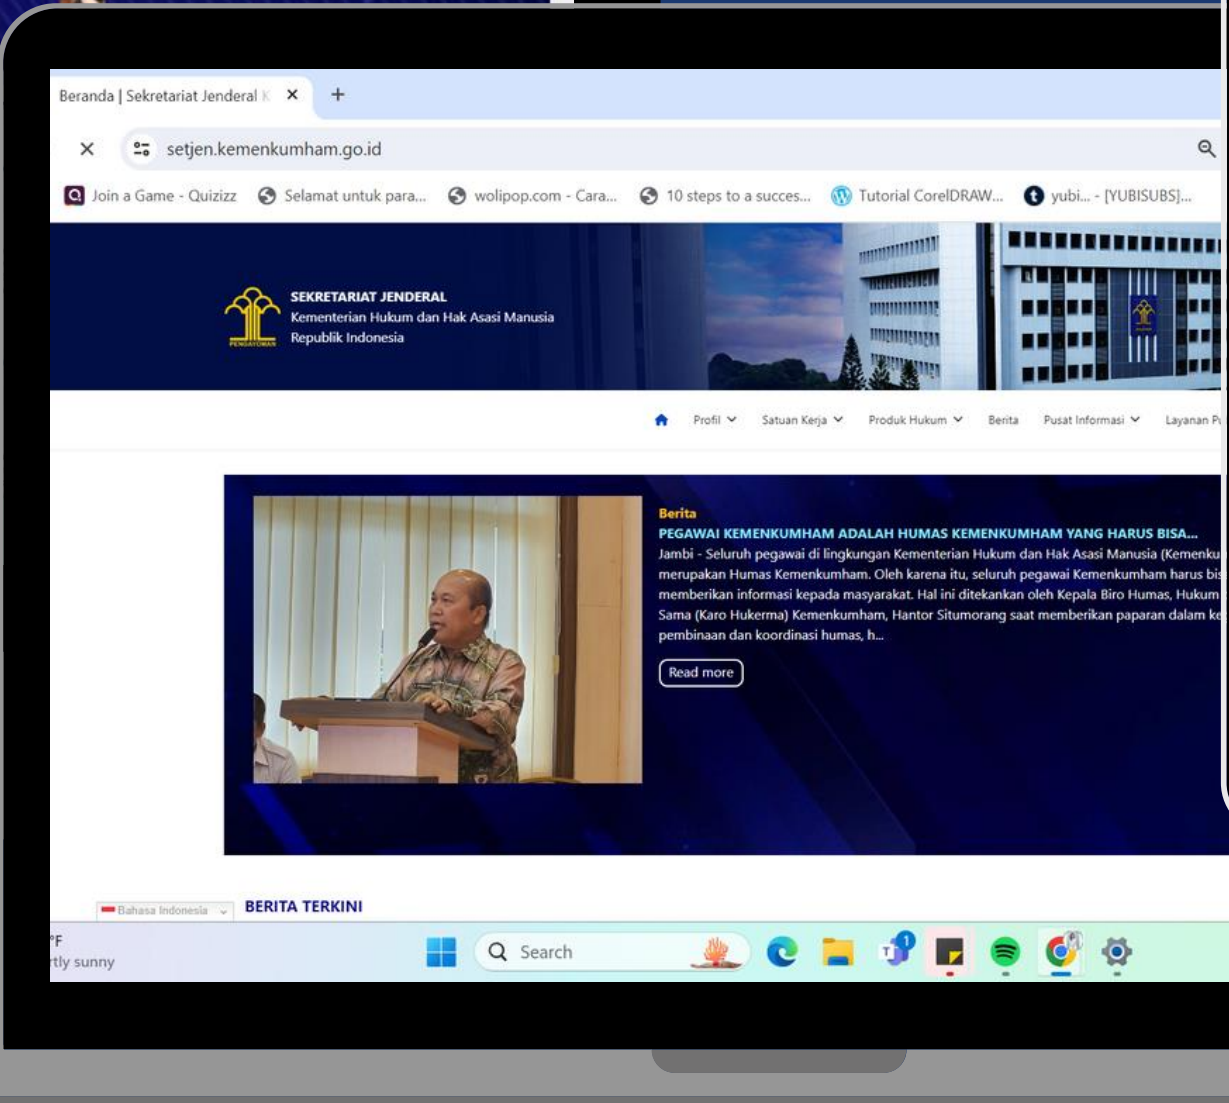 Beranda | Sekretariat Jenderal K
setjen.kemenkumham.go.id
Join a Game - Quizizz
Selamat untuk para...
wolipop.com - Cara...
10 steps to a succes...
Tutorial CorelDRAW...
yubi... - [YUBISUBS]...
SEKRETARIAT JENDERAL
Kementerian Hukum dan Hak Asasi Manusia
Republik Indonesia
PENGAYOMAN
Profil
Satuan Kerja
Produk Hukum
Berita
Pusat Informasi
Layanan Pu
Berita
PEGAWAI KEMENKUMHAM ADALAH HUMAS KEMENKUMHAM YANG HARUS BISA...
Jambi - Seluruh pegawai di lingkungan Kementerian Hukum dan Hak Asasi Manusia (Kemenku
merupakan Humas Kemenkumham. Oleh karena itu, seluruh pegawai Kemenkumham harus bis
memberikan informasi kepada masyarakat. Hal ini ditekankan oleh Kepala Biro Humas, Hukum
Sama (Karo Hukerma) Kemenkumham, Hantor Situmorang saat memberikan paparan dalam ke
pembinaan dan koordinasi humas, h...
Read more
Bahasa Indonesia
BERITA TERKINI
°F
rtly sunny
Search
1